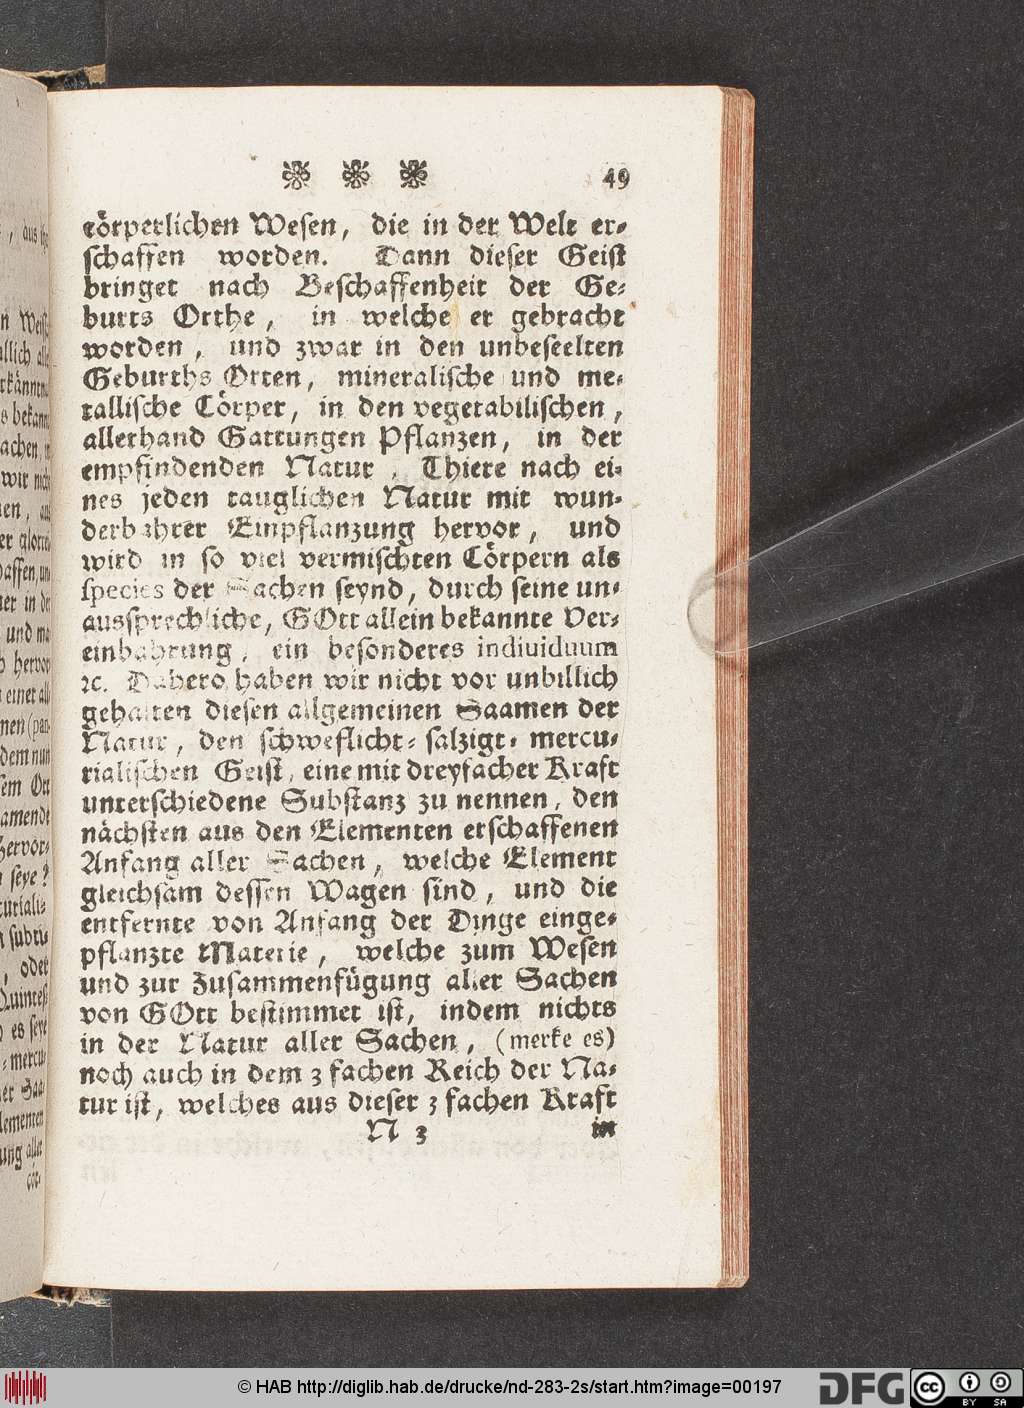 49
cörperlichen Wesen, die in der Welt er-
schaffen worden. Dann dieser Geist
bringet nach Beschaffenheit der Ge-
burts Orthe, in welche er gebracht
worden, und zwar in den unbeseelten
Geburths Orten, mineralische und me-
tallische Cörper, in den vegetabilischen,
allerhand Gattungen Pflanzen, in der
empfindenden Natur, Thiere nach ei-
nes jeden tauglichen Natur mit wun-
derbahrer Einpflanzung hervor, und
wird in so viel vermischten Cörpern als
species der Sachen seynd, durch seine un-
aussprechliche, GOtt allein bekannte Ver-
einbahrung, ein besonderes indiuiduum
ꝛc. Dahero haben wir nicht vor unbillich
gehalten diesen allgemeinen Saamen der
Natur, den schweflicht- salzigt- mercu-
rialischen Geist, eine mit dreyfacher Kraft
unterschiedene Substanz zu nennen, den
nächsten aus den Elementen erschaffenen
Anfang aller Sachen, welche Element
gleichsam dessen Wagen sind, und die
entfernte von Anfang der Dinge einge-
pflanzte Materie, welche zum Wesen
und zur Zusammenfügung aller Sachen
von GOtt bestimmet ist, indem nichts
in der Natur aller Sachen, (merke es)
noch auch in dem 3 fachen Reich der Na-
tur ist, welches aus dieser 3 fachen Kraft
N 3 in
© HAB http://diglib.hab.de/drucke/nd-283-2s/start.htm?image=00197
DFG
cc BY SA